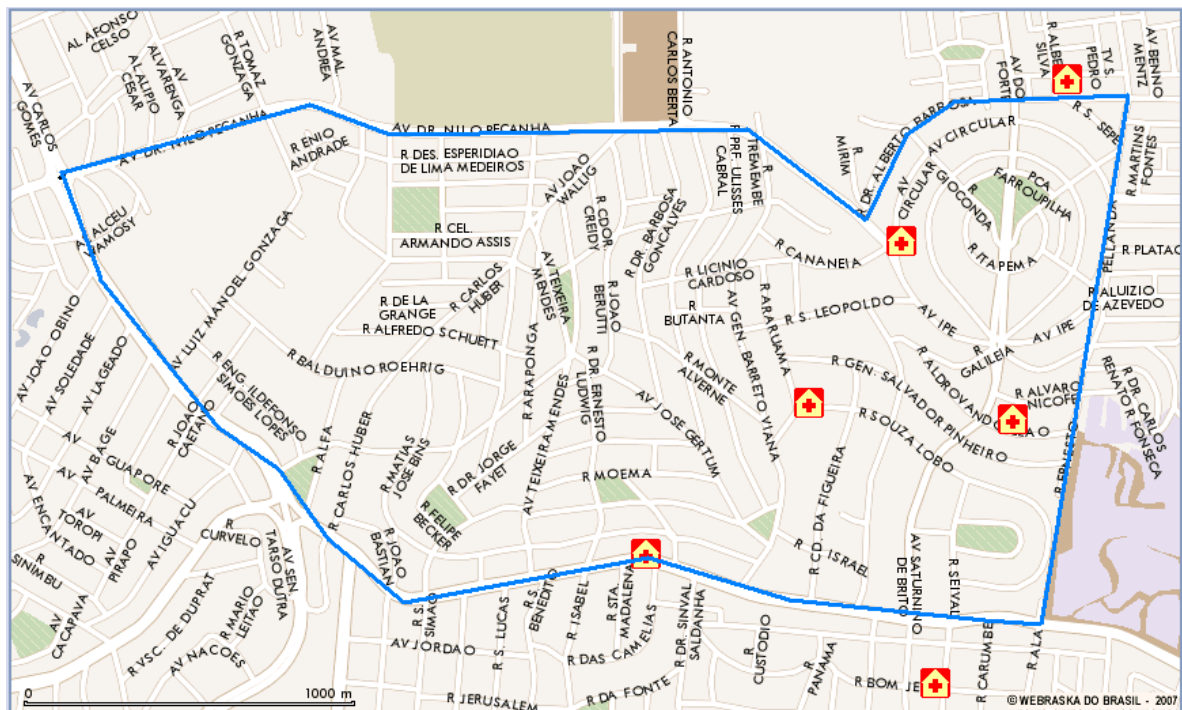 AL AFONSO
CELSO
R TOMAZ
GONZAGA
AV MAL
ANDREA
AV
ALVARENGA
AL ALIPIO
CESAR
AV CARLOS
GOMES
AV DR. NILO PECANHA
R ENIO
ANDRADE
AV DR. NILO PECANHA
R ANTONIO
CARLOS BERTA
R DES. ESPERIDIAO
DE LIMA MEDEIROS
AV JOAO
WALLIG
R TREMEMBE
R PRF. ULISSES
CABRAL
R
MIRIM
R DR. ALBERTO BARBOSA
AV CIRCULAR
AV
CIRCULAR
AV DO
FORTE
R ALBE
SILVA
TV S.
PEDRO
AV BENNO
MENTZ
R S. SEPE
R MARTINS
FONTES
PCA
FARROUPILHA
R
GIOCONDA
R ITAPEMA
PELLANDA
R PLATAO
R ALUIZIO
DE AZEVEDO
AL ALCEU
WAMOSY
AV LUIZ MANOEL GONZAGA
R CEL.
ARMANDO ASSIS
R CDOR.
CREIDY
R DR. BARBOSA
GONCALVES
R CANANEIA
R LICINIO
CARDOSO
R
BUTANTA
R S. LEOPOLDO
AV IPE
AV IPE
R
GALILEIA
R CARLOS
HUBER
AV TEIXEIRA
MENDES
R JOAO
BERUTTI
AV GEN. BARRETO VIANA
R ARARUAMA
R DE LA
GRANGE
R ALFREDO SCHUETT
R BALDUINO ROEHRIG
R ARAPONGA
R DR. ERNESTO
LUDWIG
R MONTE
ALVERNE
AV JOSE GERTUM
R GEN. SALVADOR PINHEIRO
R ALDROVANDO LEAO
R ALVARO
NICOFE
R DR. CARLOS
RENATO R FONSECA
R SOUZA LOBO
R ERNESTO
AV JOAO OBINO
AV SOLEDADE
AV LAGEADO
R ENG. ILDEFONSO
SIMOES LOPES
R JOAO
CAETANO
AV BAGE
AV GUAPORE
AV PALMEIRA
AV ENCANTADO
AV
TOROPI
AV
PIRAPO
AV IGUACU
R
SINIMBU
AV
CACAPAVA
R
CURVELO
AV SEN.
TARSO DUTRA
R VSC. DE DUPRAT
R MARIO
LEITAO
AV NACOES
R ALFA
R CARLOS HUBER
R MATIAS
JOSE BINS
R FELIPE
BECKER
R DR. JORGE
FAYET
AV TEIXEIRA MENDES
R MOEMA
R CD. DA FIGUEIRA
R ISRAEL
R JOAO
BASTIAN
R S.
SIMAO
AV JORDAO
R S. LUCAS
R S.
BENEDITO
R ISABEL
R STA.
MADALENA
R DAS CAMELIAS
R DR. SINVAL
SALDANHA
R
CUSTODIO
R
PANAMA
AV SATURNINO
DE BRITO
R SEIVAL
R CARUMBE
R ALA
R BOM JE
R JERUSALEM
R DA FONTE
0 1000 m
© WEBRASKA DO BRASIL - 2007